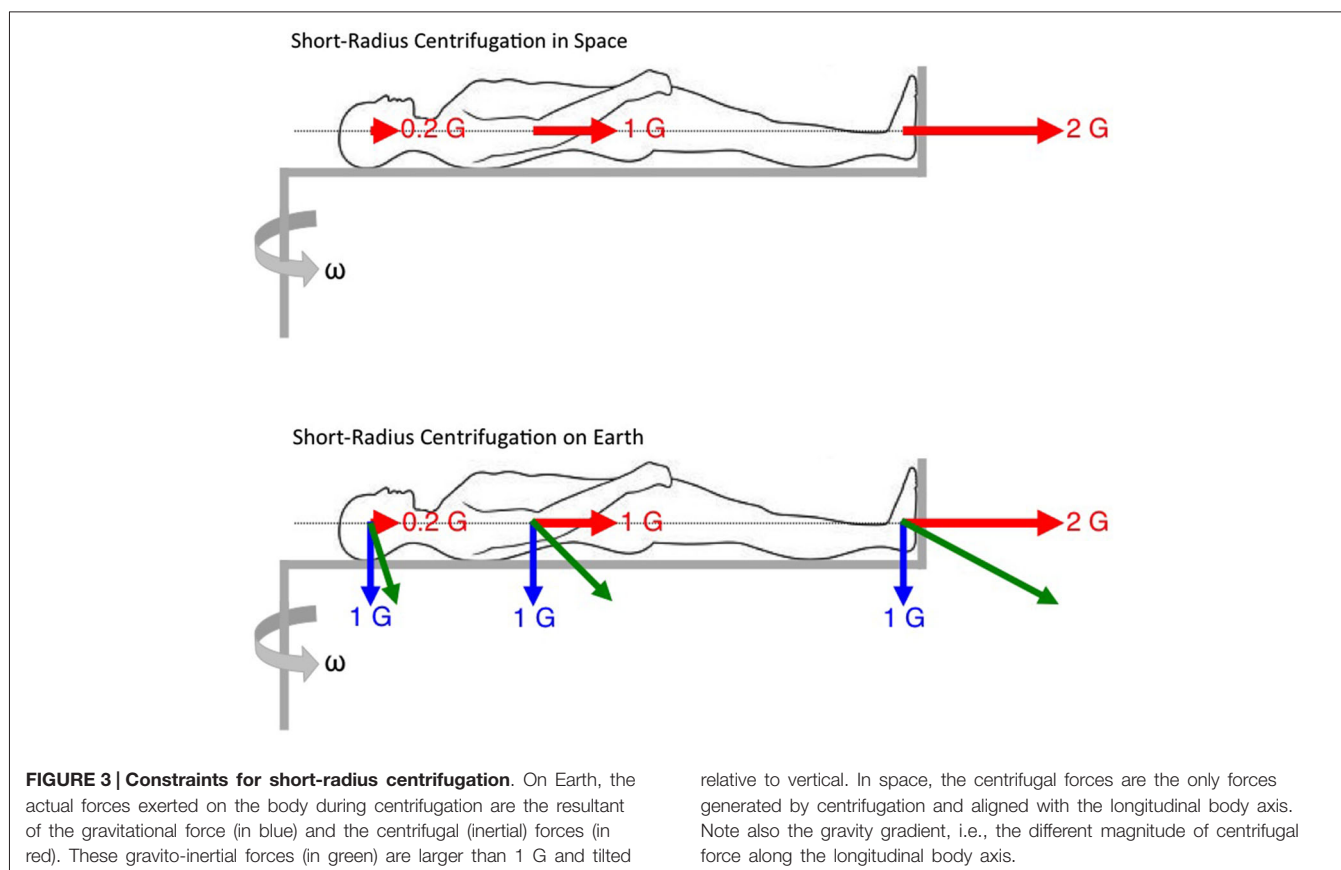 Short-Radius Centrifugation in Space
0.2 G
1 G
2 G
ω
Short-Radius Centrifugation on Earth
0.2 G
1 G
2 G
1 G
1 G
1 G
ω
FIGURE 3 | Constraints for short-radius centrifugation. On Earth, the
actual forces exerted on the body during centrifugation are the resultant
of the gravitational force (in blue) and the centrifugal (inertial) forces (in
red). These gravito-inertial forces (in green) are larger than 1 G and tilted
relative to vertical. In space, the centrifugal forces are the only forces
generated by centrifugation and aligned with the longitudinal body axis.
Note also the gravity gradient, i.e., the different magnitude of centrifugal
force along the longitudinal body axis.